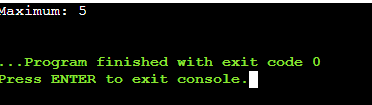 Maximum: 5
...Program finished with exit code 0
Press ENTER to exit console.